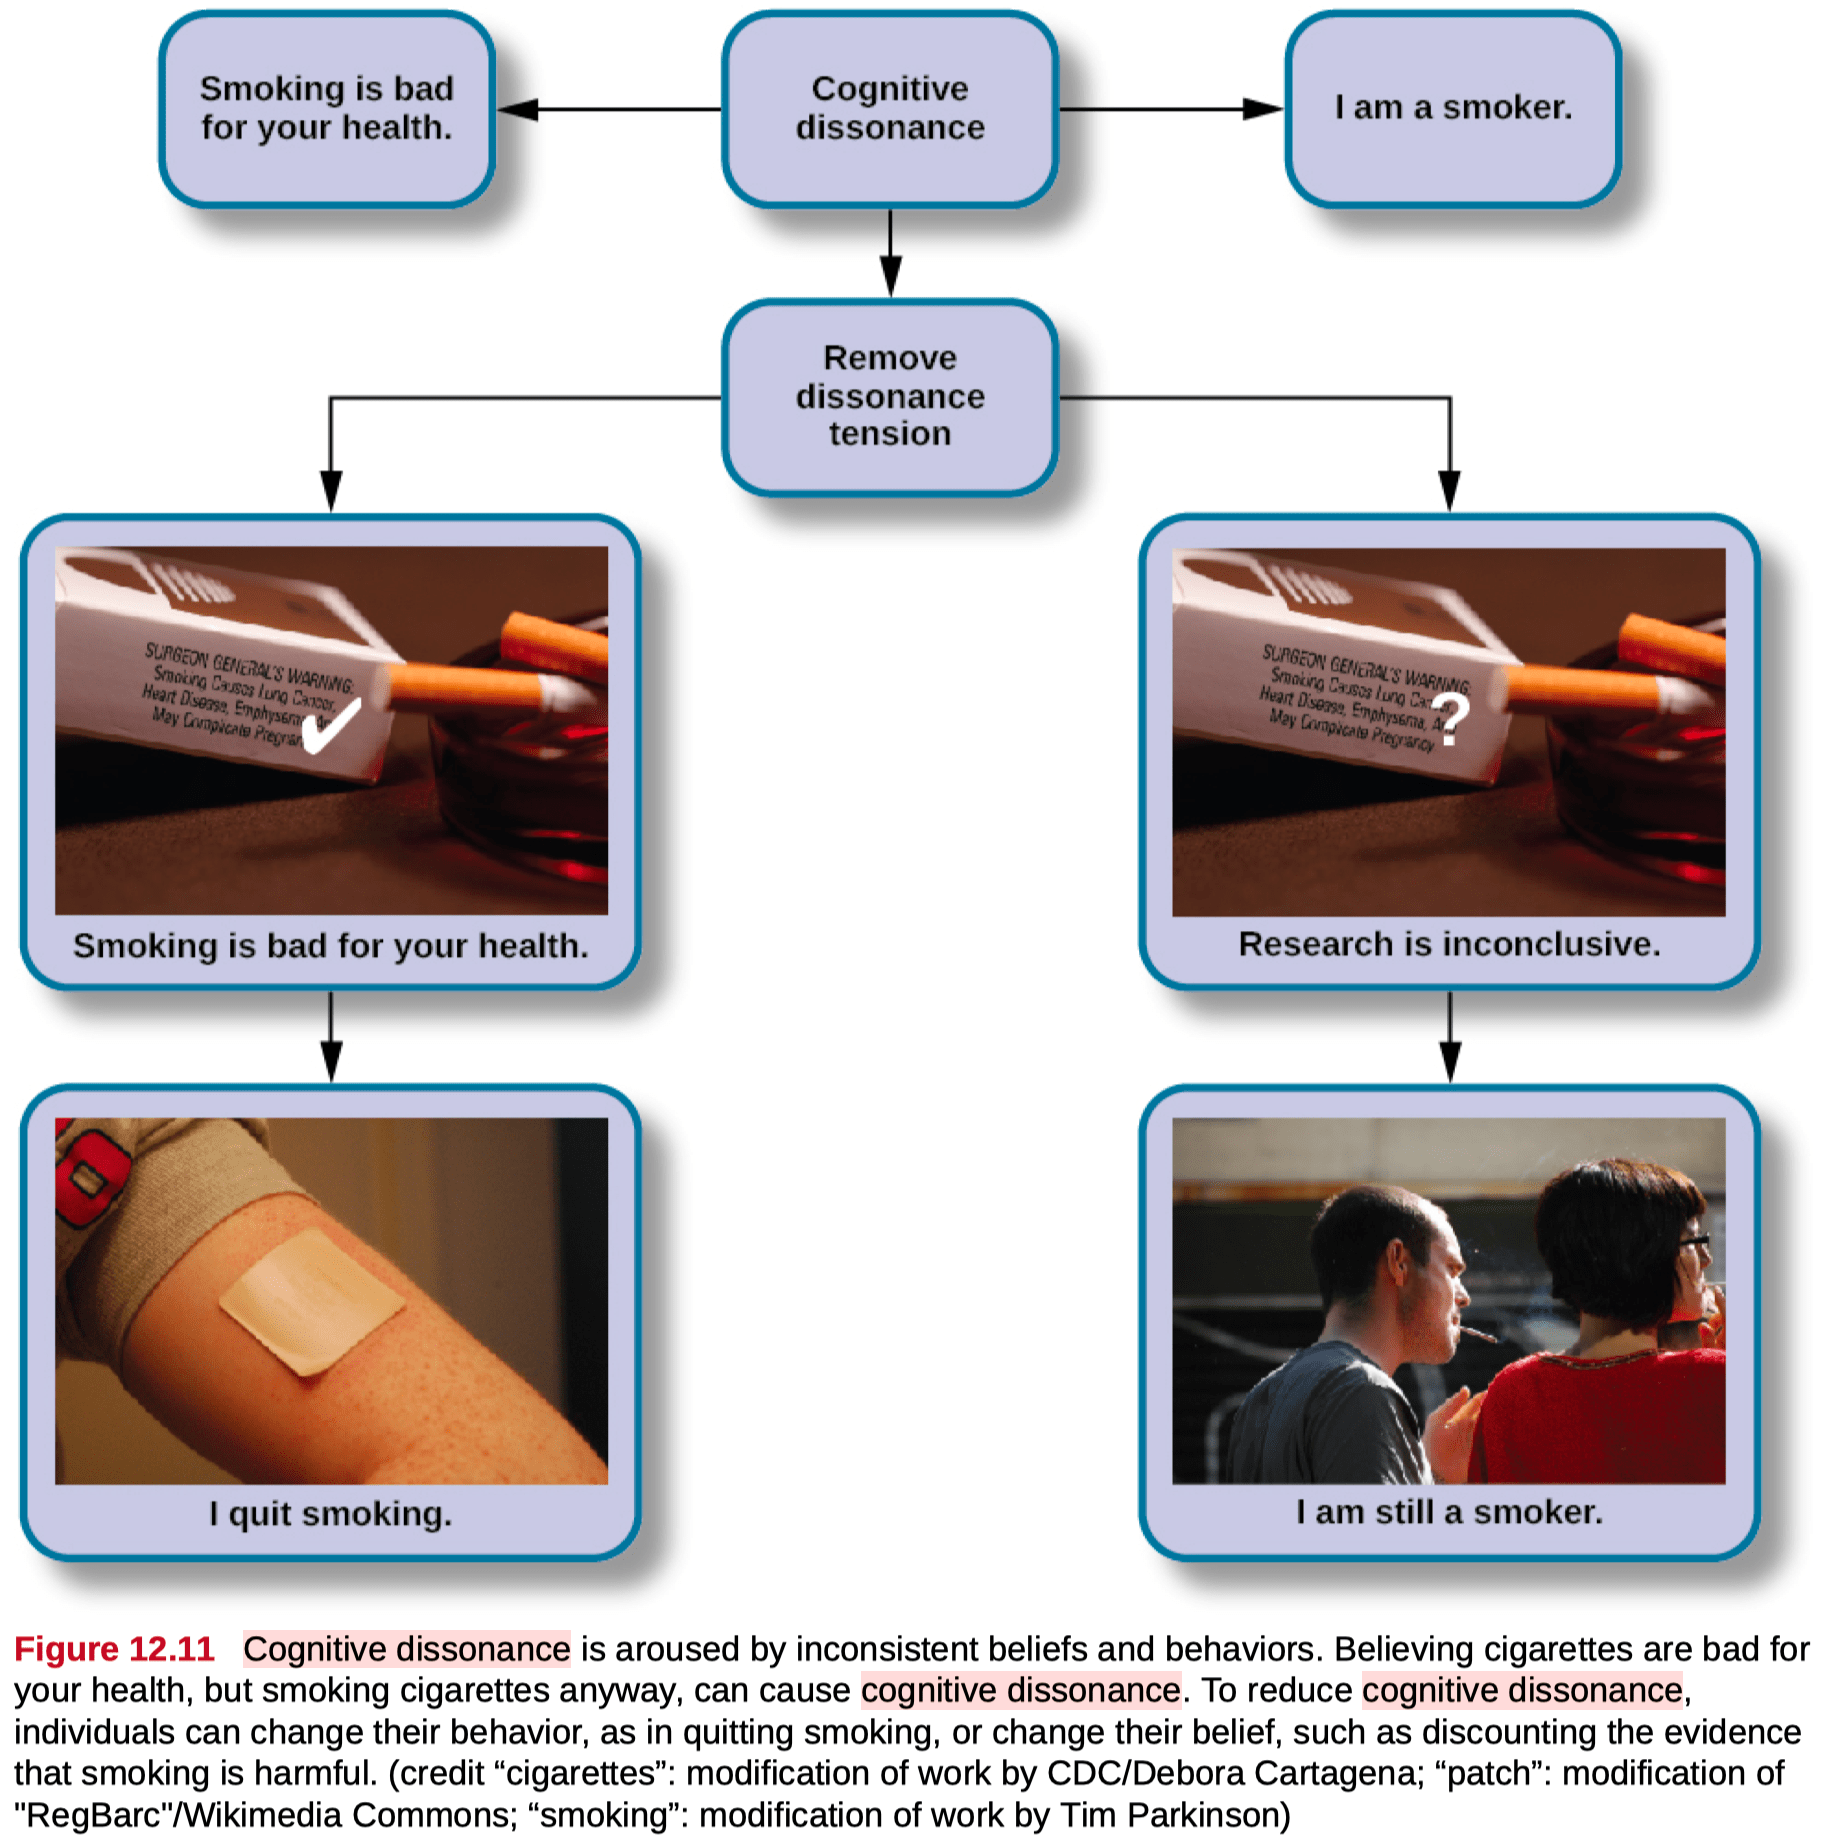 Smoking is bad
for your health.
Cognitive
dissonance
I am a smoker.
Remove
dissonance
tension
SURGEON GENERAL'S WARNING:
Smoking Causes Lung Cancer,
Heart Disease, Emphysema,
May Complicate
✔
Smoking is bad for your health.
SURGEON GENERAL'S WARNING:
Smoking Causes Lung
Heart Disease, Emphysema,
May Complicate Pregnancy
?
Research is inconclusive.
I quit smoking.
I am still a smoker.
Figure 12.11 Cognitive dissonance is aroused by inconsistent beliefs and behaviors. Believing cigarettes are bad for
your health, but smoking cigarettes anyway, can cause cognitive dissonance. To reduce cognitive dissonance,
individuals can change their behavior, as in quitting smoking, or change their belief, such as discounting the evidence
that smoking is harmful. (credit “cigarettes”: modification of work by CDC/Debora Cartagena; “patch”: modification of
"RegBarc"/Wikimedia Commons; “smoking”: modification of work by Tim Parkinson)